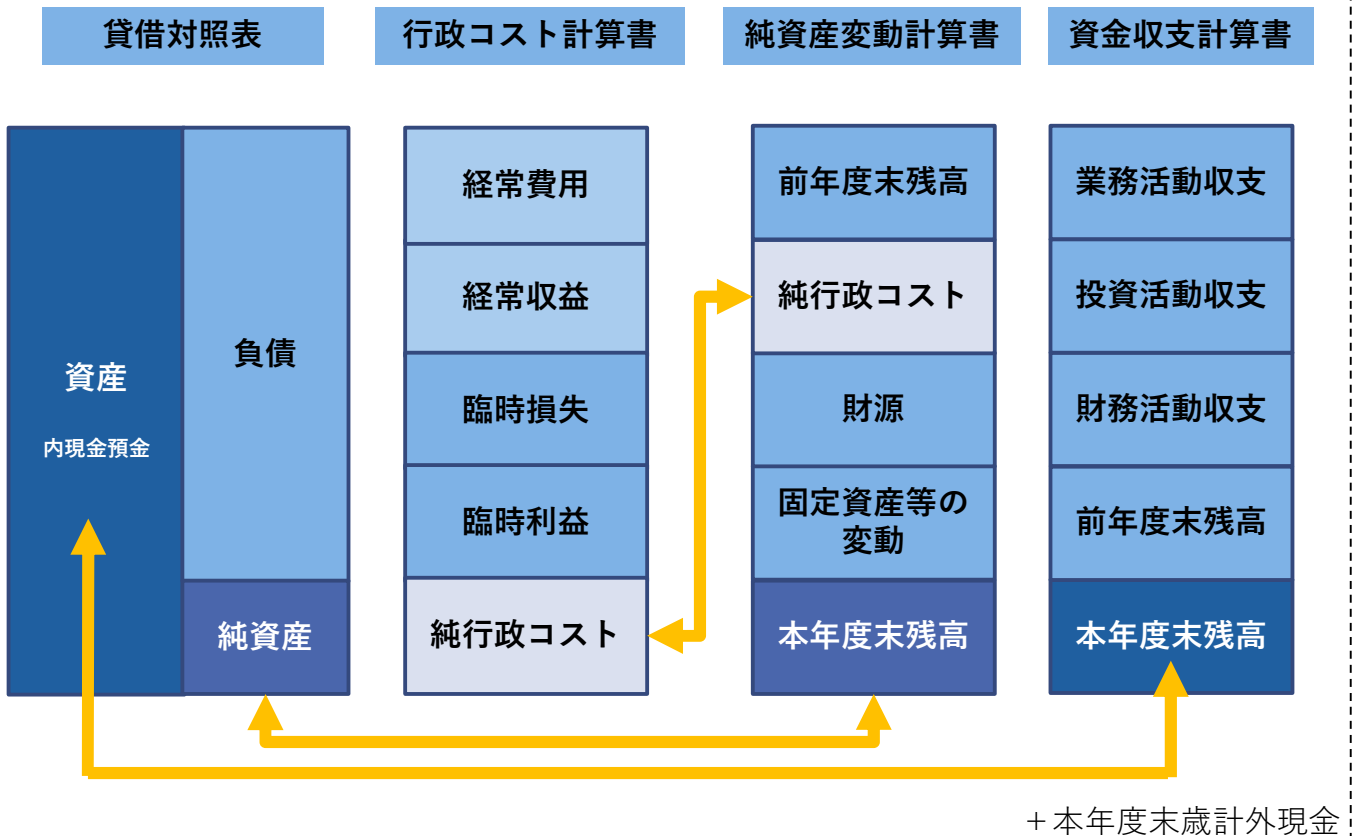 貸借対照表
行政コスト計算書
純資産変動計算書
資金収支計算書
資産
内現金預金
負債
純資産
経常費用
経常収益
臨時損失
臨時利益
純行政コスト
前年度末残高
純行政コスト
財源
固定資産等の
変動
本年度末残高
業務活動収支
投資活動収支
財務活動収支
前年度末残高
本年度末残高
＋本年度末歳計外現金